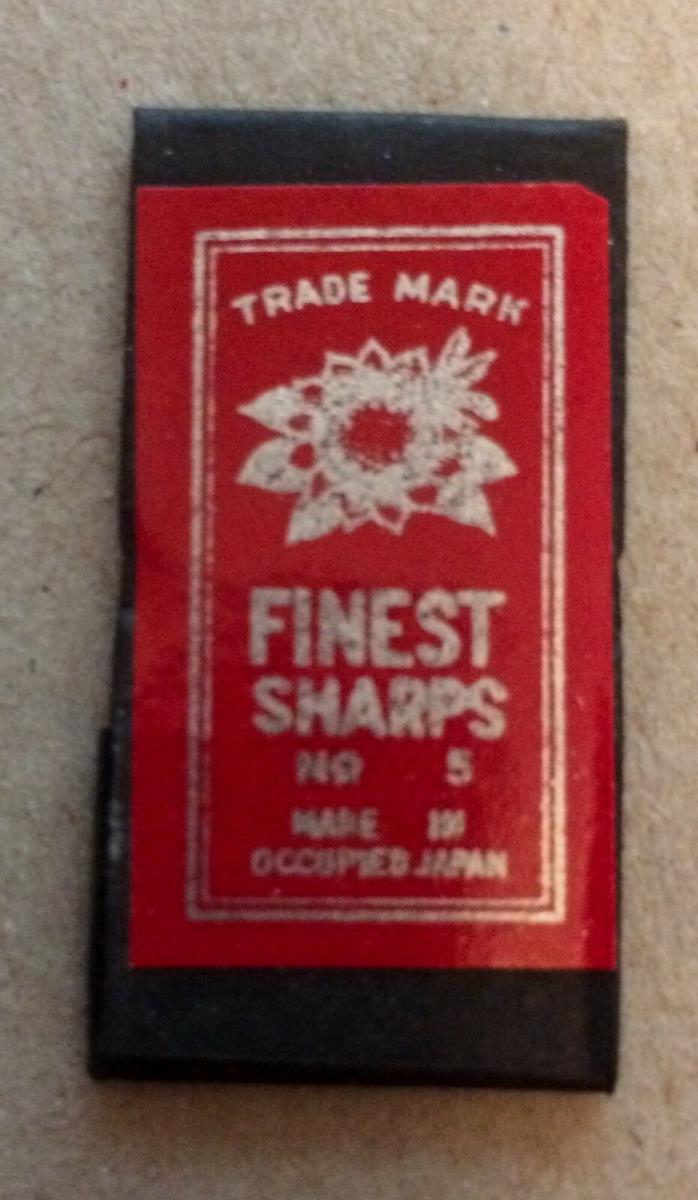 TRADE MARK
FINEST
SHARPS
NO 5
MADE IN
OCCUPIED JAPAN